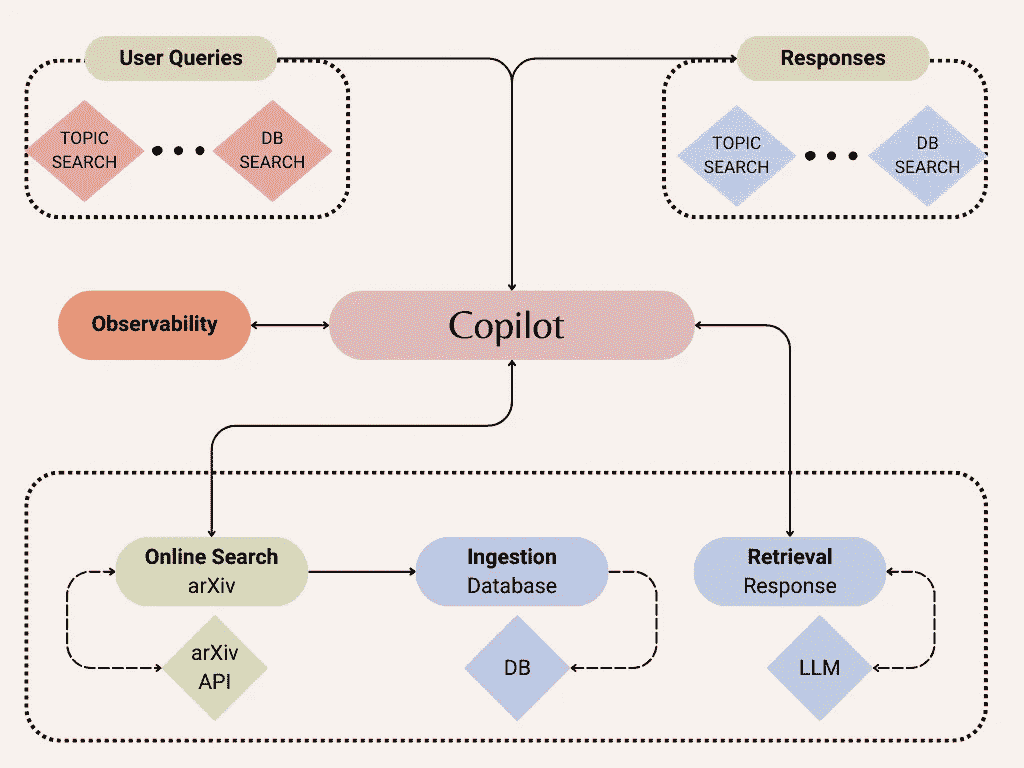 User Queries
Responses
TOPIC
SEARCH
DB
SEARCH
TOPIC
SEARCH
DB
SEARCH
Observability
Copilot
Online Search
arXiv
Ingestion
Database
Retrieval
Response
arXiv
API
DB
LLM